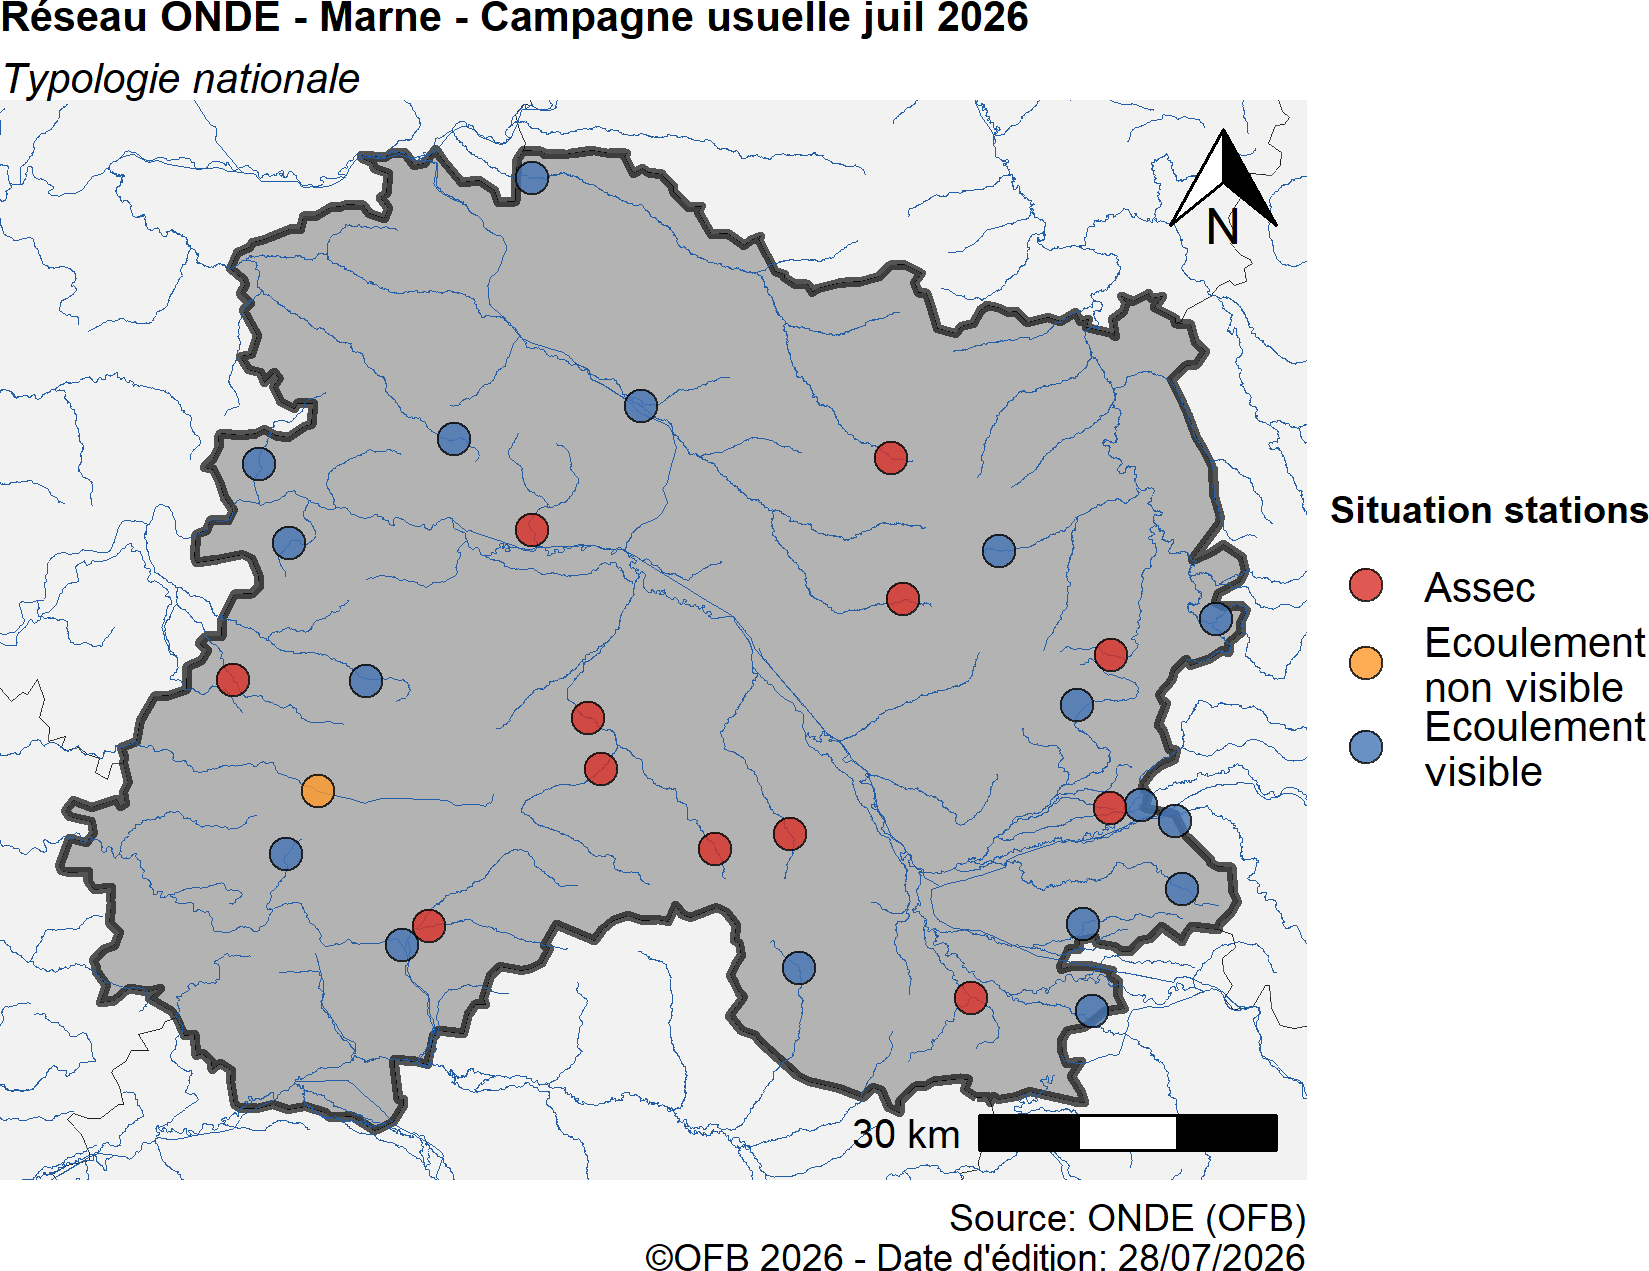 Réseau ONDE - Marne - Campagne usuelle juil 2026
Typologie nationale
N
Situation stations
Assec
Ecoulement
non visible
Ecoulement
visible
30 km
Source: ONDE (OFB)
©OFB 2026 - Date d'édition: 28/07/2026